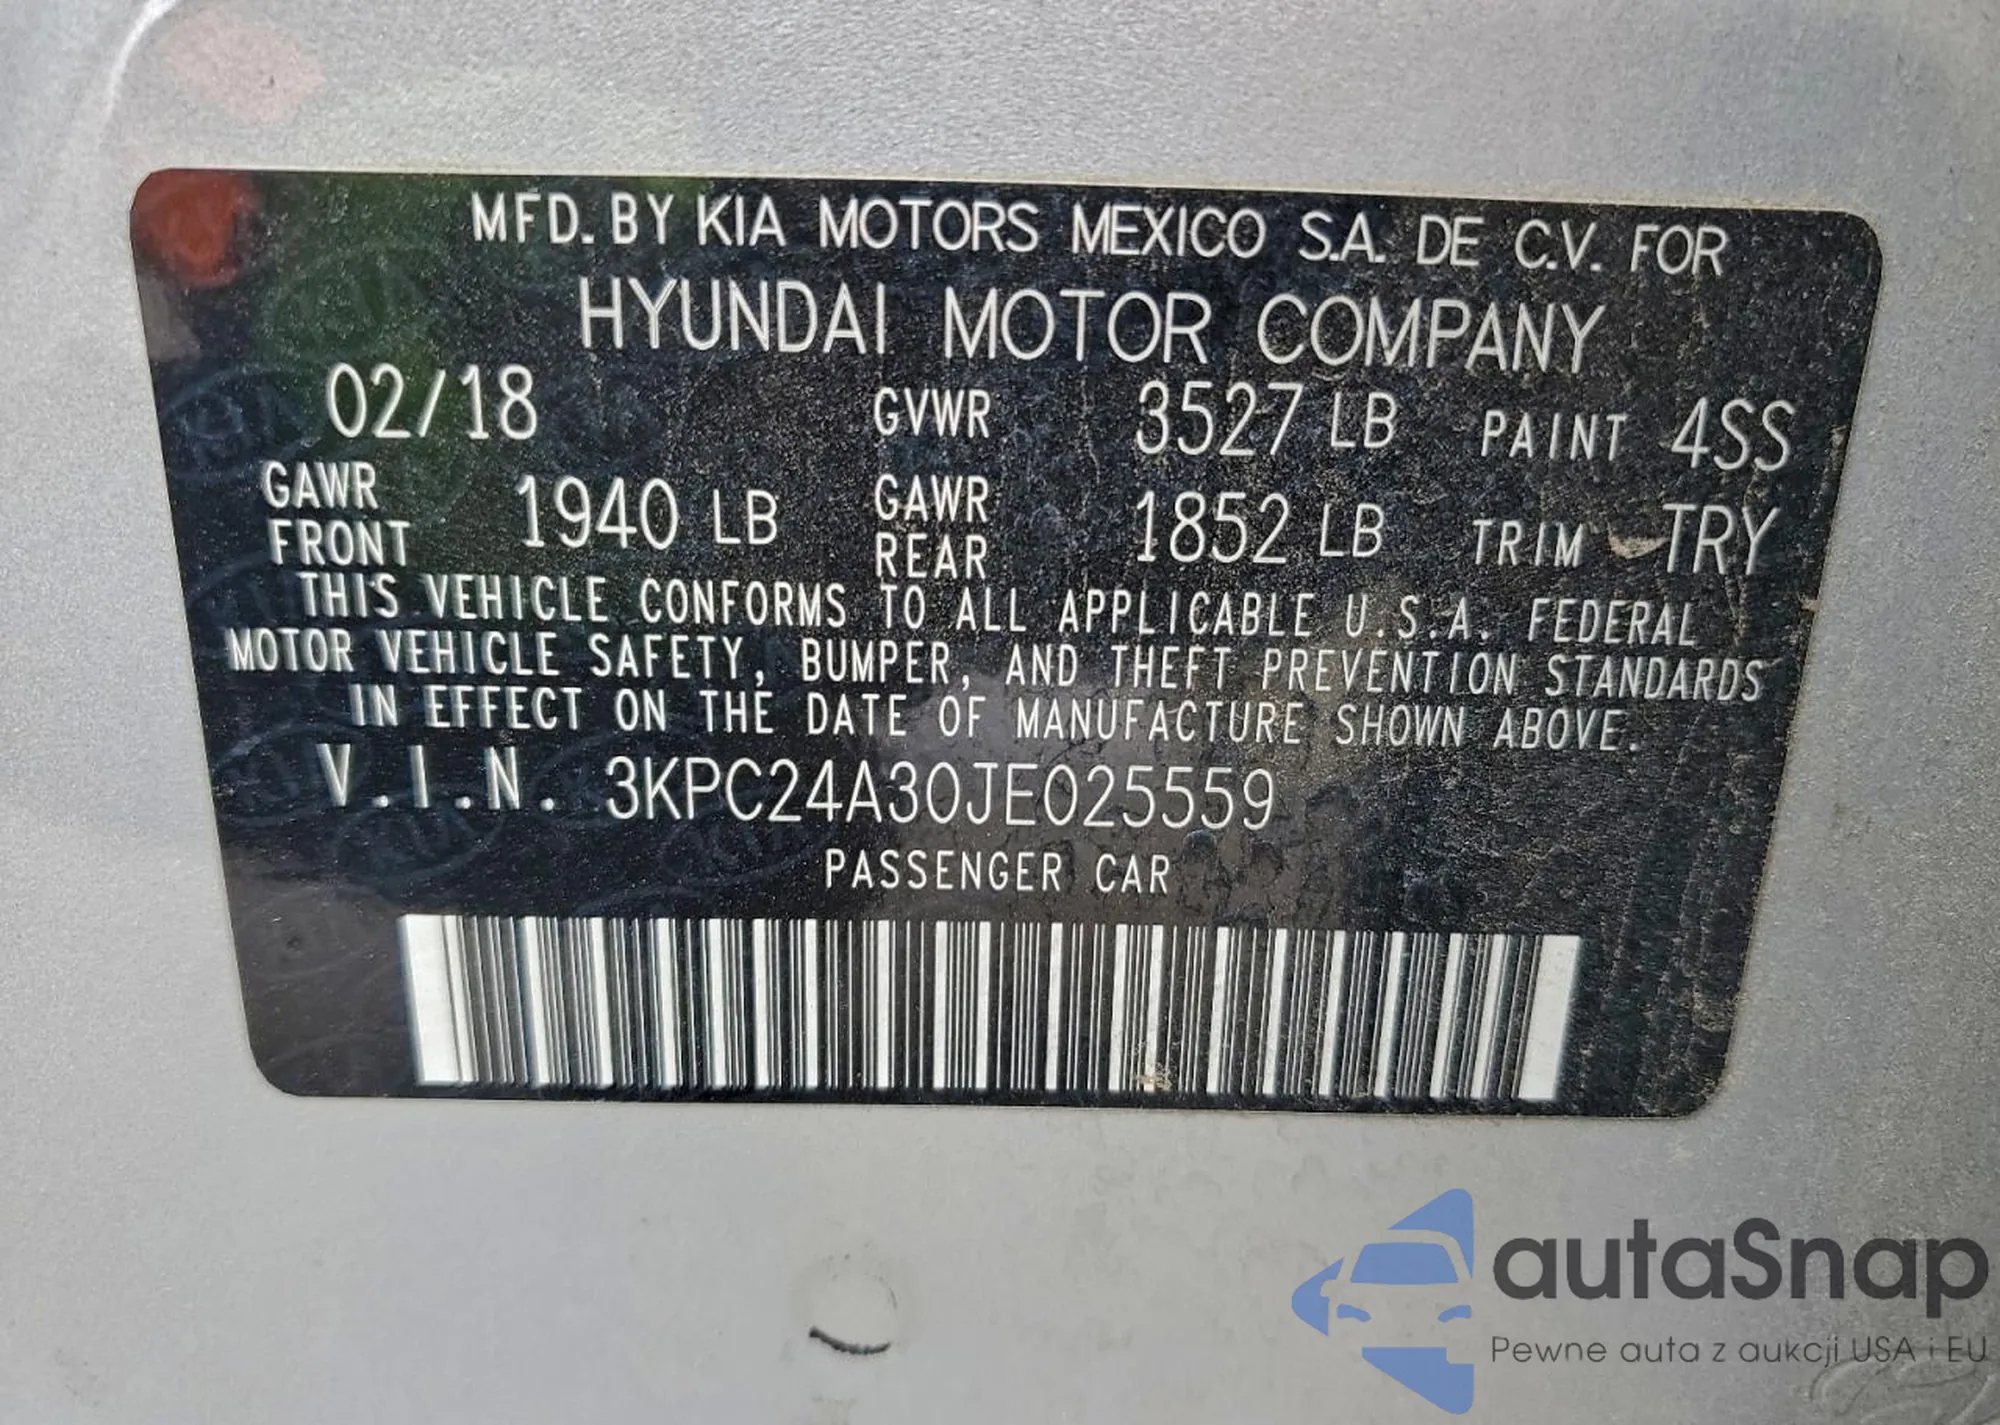 MFD. BY KIA MOTORS MEXICO S.A. DE C.V. FOR
HYUNDAI MOTOR COMPANY
02/18 GVWR 3527 LB PAINT 4SS
GAWR FRONT 1940 LB GAWR REAR 1852 LB TRIM TRY
THIS VEHICLE CONFORMS TO ALL APPLICABLE U.S.A. FEDERAL
MOTOR VEHICLE SAFETY, BUMPER, AND THEFT PREVENTION STANDARDS
IN EFFECT ON THE DATE OF MANUFACTURE SHOWN ABOVE.
V.I.N. 3KPC24A30JE025559
PASSENGER CAR
autaSnap
Pewne auta z aukcji USA i EU